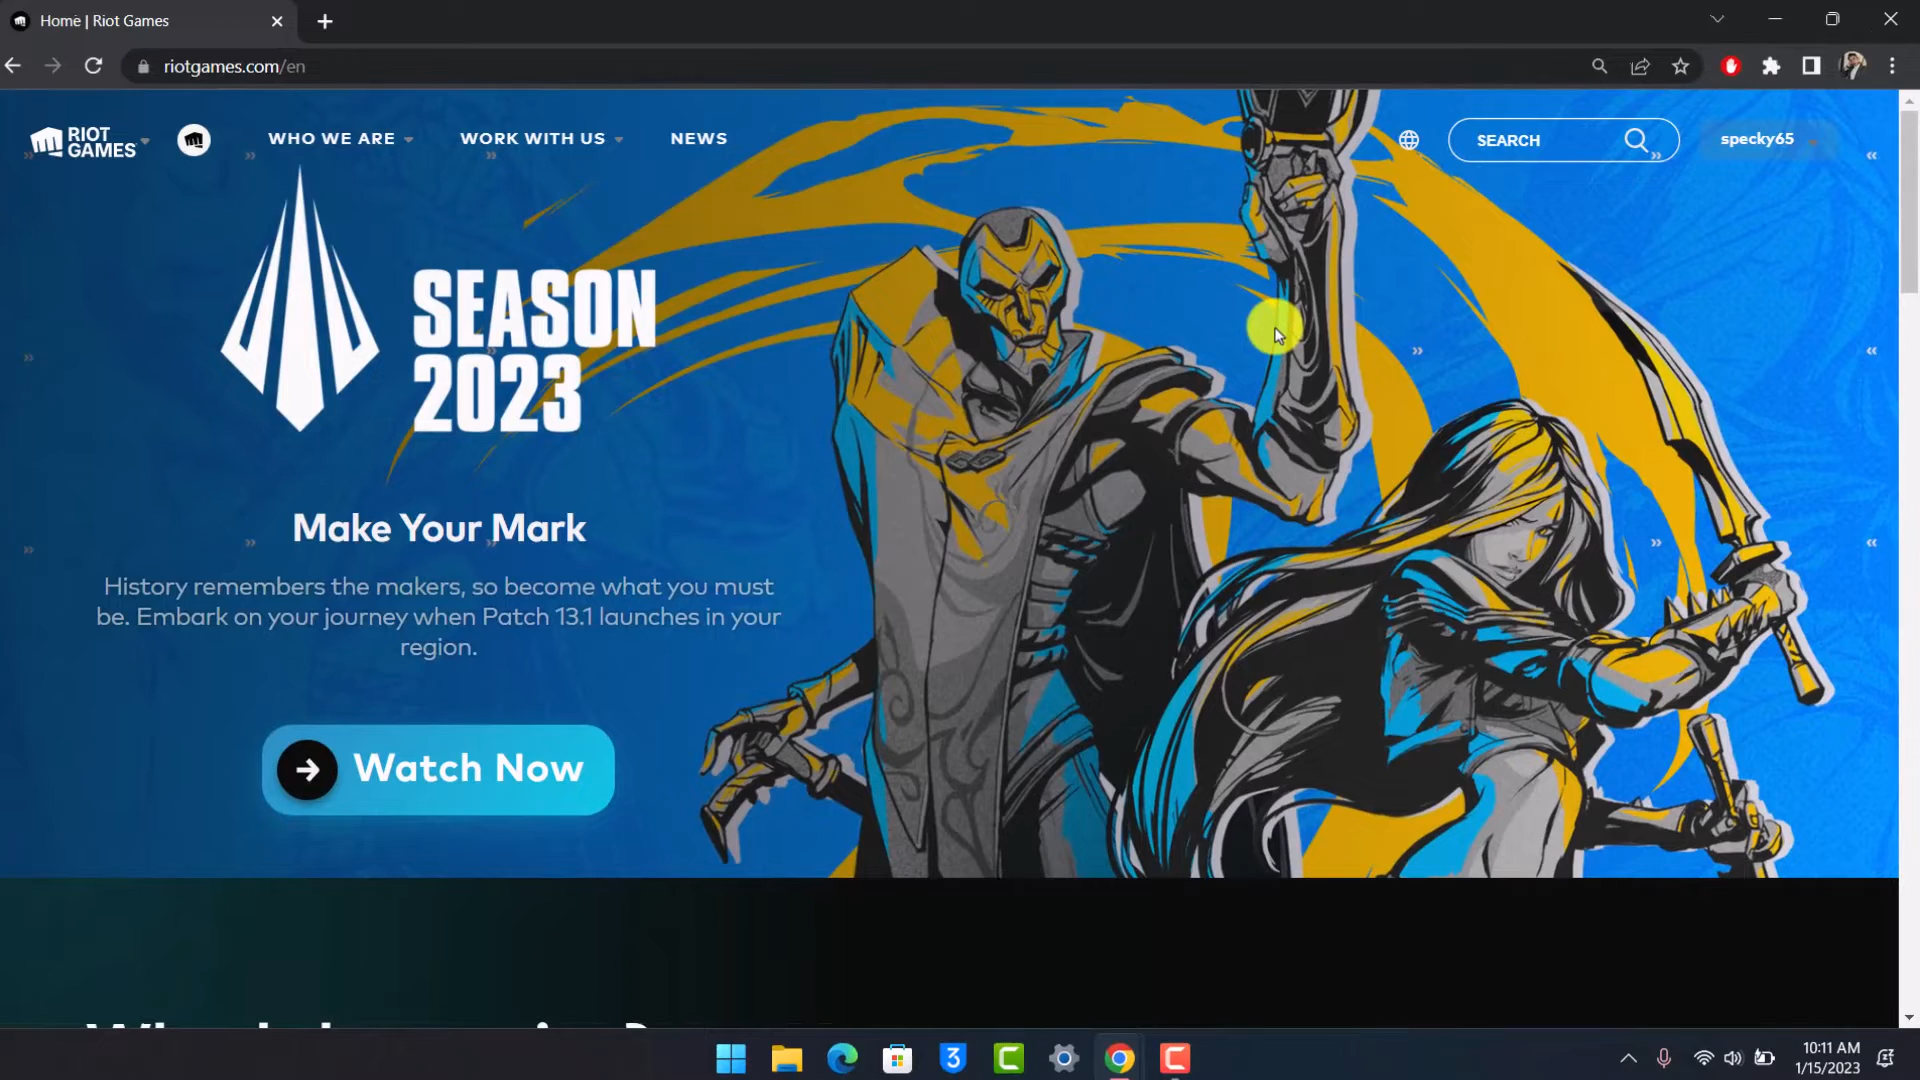 Home | Riot Games
riotgames.com/en
RIOT GAMES
WHO WE ARE
WORK WITH US
NEWS
SEARCH
specky65
SEASON
2023
Make Your Mark
History remembers the makers, so become what you must
be. Embark on your journey when Patch 13.1 launches in your
region.
Watch Now
3
10:11 AM
1/15/2023